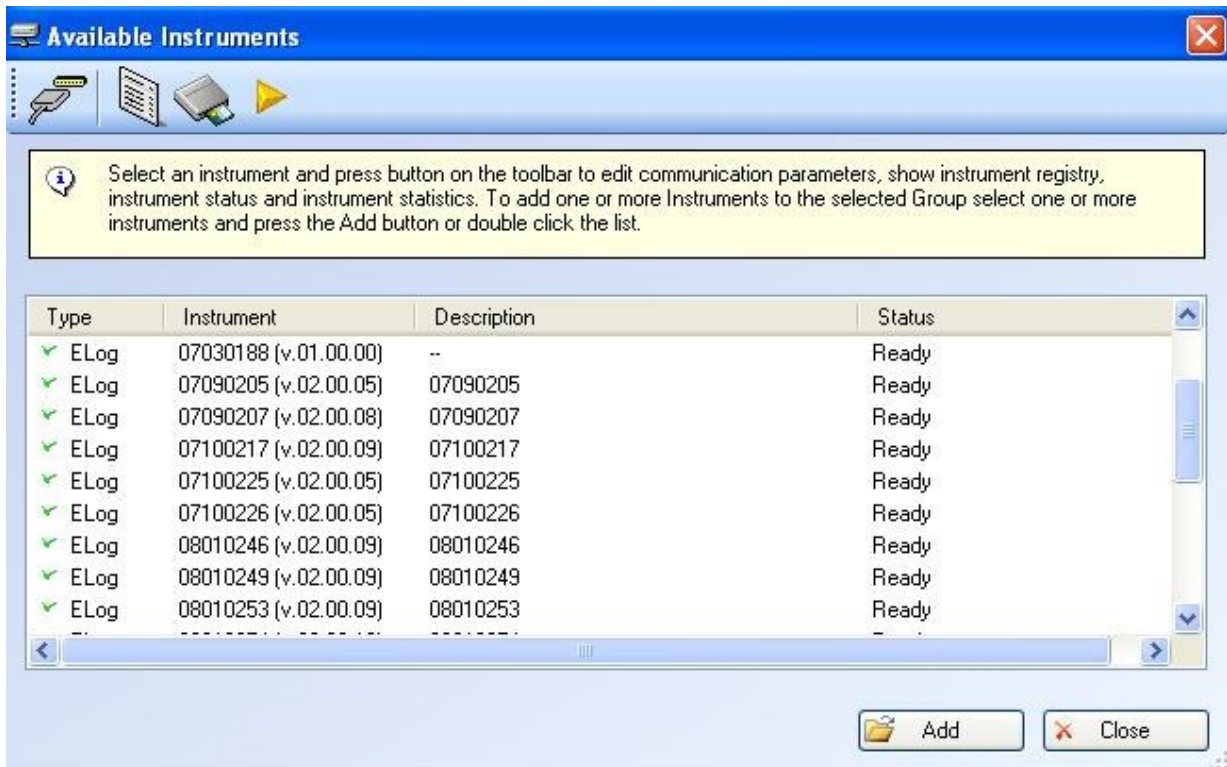 Available Instruments
Select an instrument and press button on the toolbar to edit communication parameters, show instrument registry,
instrument status and instrument statistics. To add one or more Instruments to the selected Group select one or more
instruments and press the Add button or double click the list.
Type Instrument Description Status
ELog 07030188 (v.01.00.00) -- Ready
ELog 07090205 (v.02.00.05) 07090205 Ready
ELog 07090207 (v.02.00.08) 07090207 Ready
ELog 07100217 (v.02.00.09) 07100217 Ready
ELog 07100225 (v.02.00.05) 07100225 Ready
ELog 07100226 (v.02.00.05) 07100226 Ready
ELog 08010246 (v.02.00.09) 08010246 Ready
ELog 08010249 (v.02.00.09) 08010249 Ready
ELog 08010253 (v.02.00.09) 08010253 Ready
Add Close